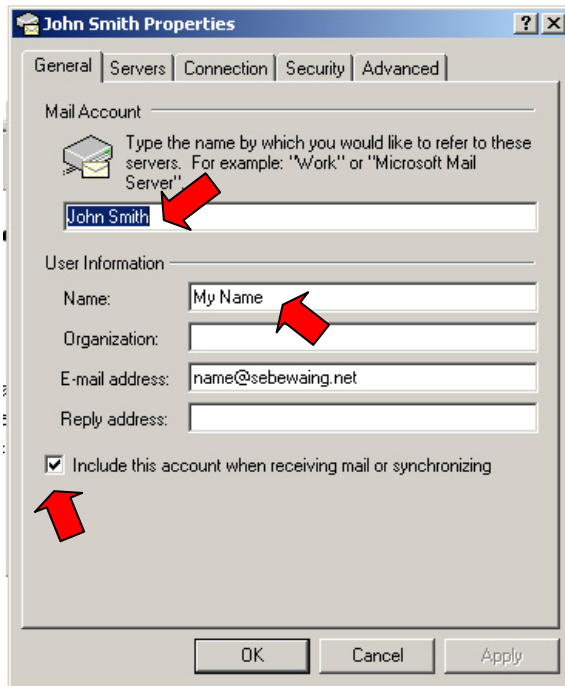 John Smith Properties
General Servers Connection Security Advanced
Mail Account
Type the name by which you would like to refer to these
servers. For example: "Work" or "Microsoft Mail
Server".
John Smith
User Information
Name: My Name
Organization:
E-mail address: name@sebewaing.net
Reply address:
Include this account when receiving mail or synchronizing
OK Cancel Apply